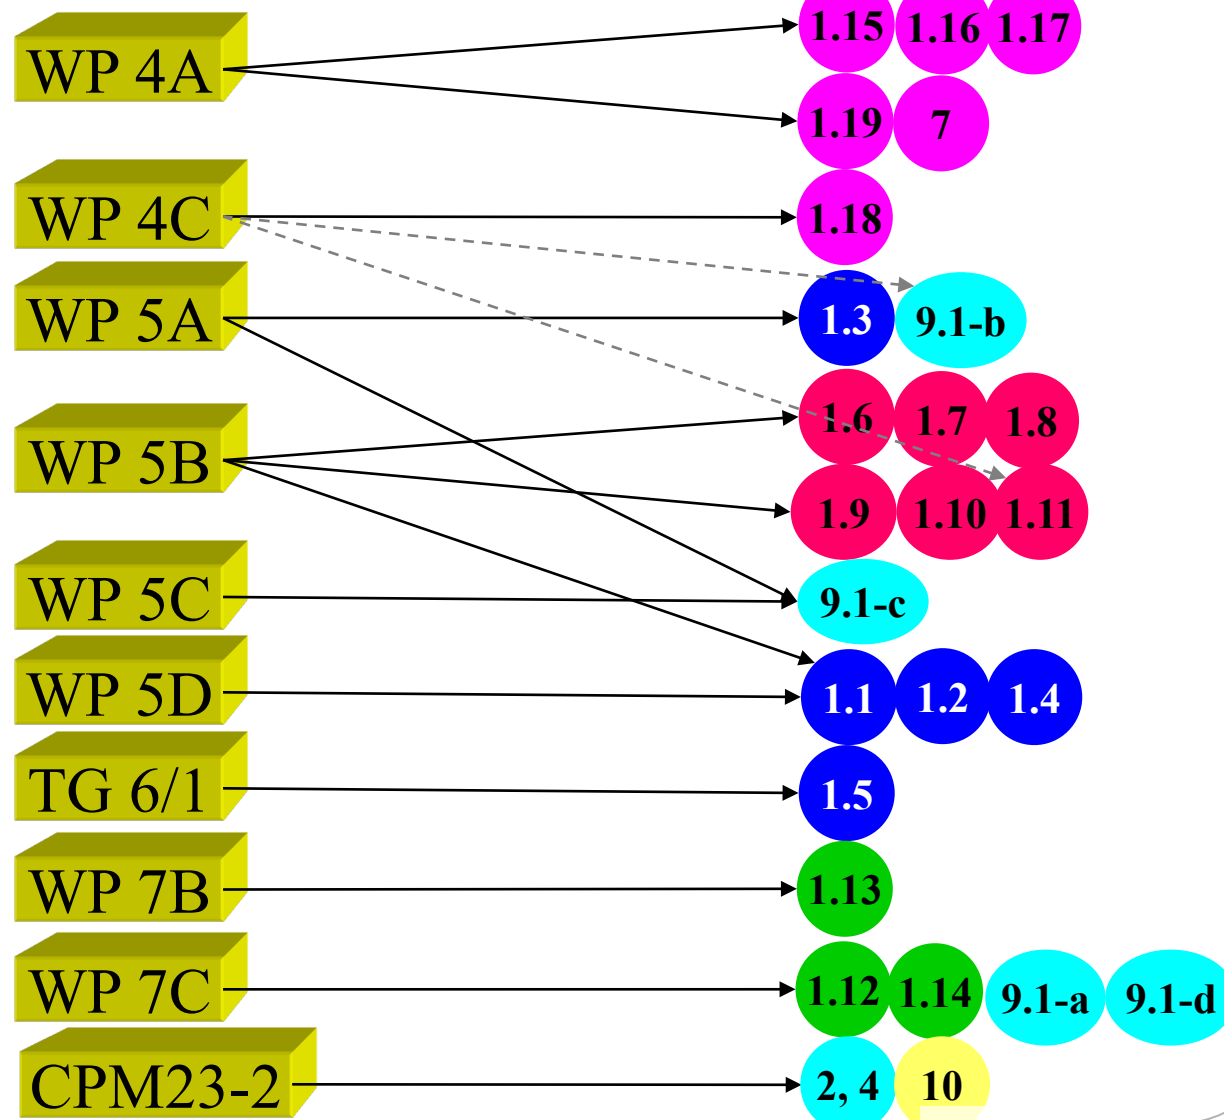 WP 4A
1.15 1.16 1.17
1.19 7
WP 4C
1.18
WP 5A
1.3 9.1-b
WP 5B
1.6 1.7 1.8
1.9 1.10 1.11
WP 5C
9.1-c
WP 5D
1.1 1.2 1.4
TG 6/1
1.5
WP 7B
1.13
WP 7C
1.12 1.14 9.1-a 9.1-d
CPM23-2
2, 4 10